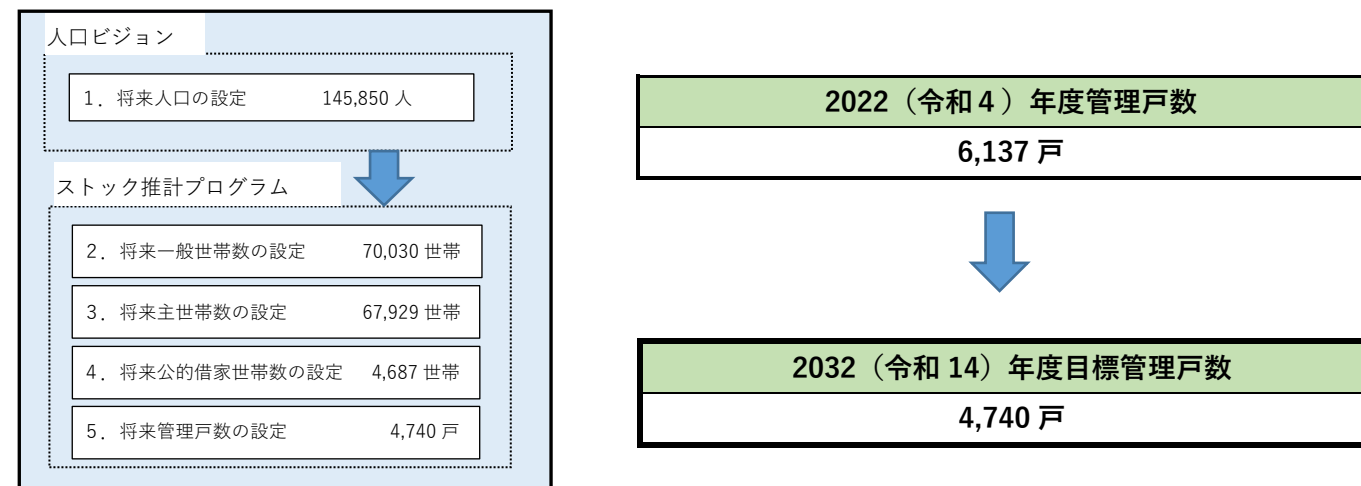 人口ビジョン
1．将来人口の設定 145,850 人
ストック推計プログラム
2．将来一般世帯数の設定 70,030 世帯
3．将来主世帯数の設定 67,929 世帯
4．将来公的借家世帯数の設定 4,687 世帯
5．将来管理戸数の設定 4,740 戸
2022（令和４）年度管理戸数
6,137 戸
2032（令和 14）年度目標管理戸数
4,740 戸